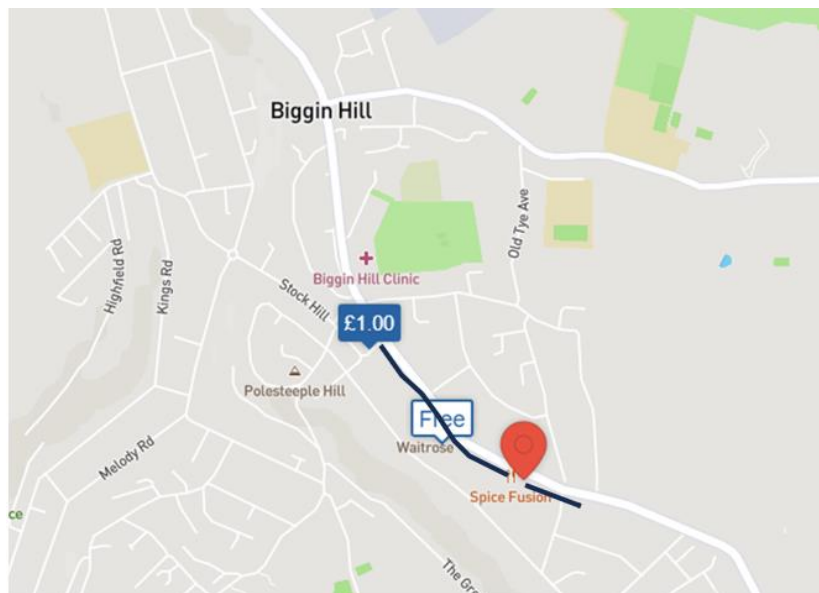 Biggin Hill
Old Tye Ave
Highfield Rd
Kings Rd
Biggin Hill Clinic
Stock Hill
£1.00
Polesteeple Hill
Free
Waitrose
Melody Rd
Spice Fusion
ce
The Gro